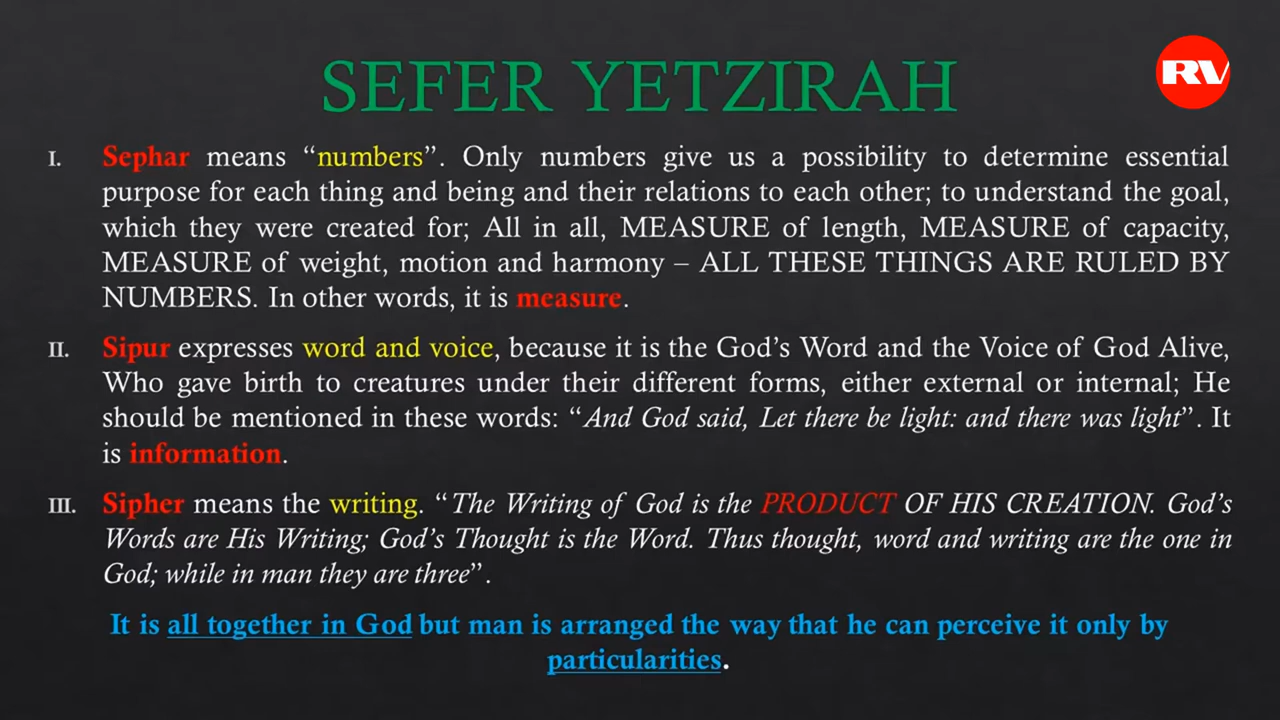 SEFER YETZIRAH
RV
I. Sephar means “numbers”. Only numbers give us a possibility to determine essential
purpose for each thing and being and their relations to each other; to understand the goal,
which they were created for; All in all, MEASURE of length, MEASURE of capacity,
MEASURE of weight, motion and harmony – ALL THESE THINGS ARE RULED BY
NUMBERS. In other words, it is measure.
II. Sipur expresses word and voice, because it is the God’s Word and the Voice of God Alive,
Who gave birth to creatures under their different forms, either external or internal; He
should be mentioned in these words: “And God said, Let there be light: and there was light”. It
is information.
III. Sipher means the writing. “The Writing of God is the PRODUCT OF HIS CREATION. God’s
Words are His Writing; God’s Thought is the Word. Thus thought, word and writing are the one in
God; while in man they are three”.
It is all together in God but man is arranged the way that he can perceive it only by
particularities.